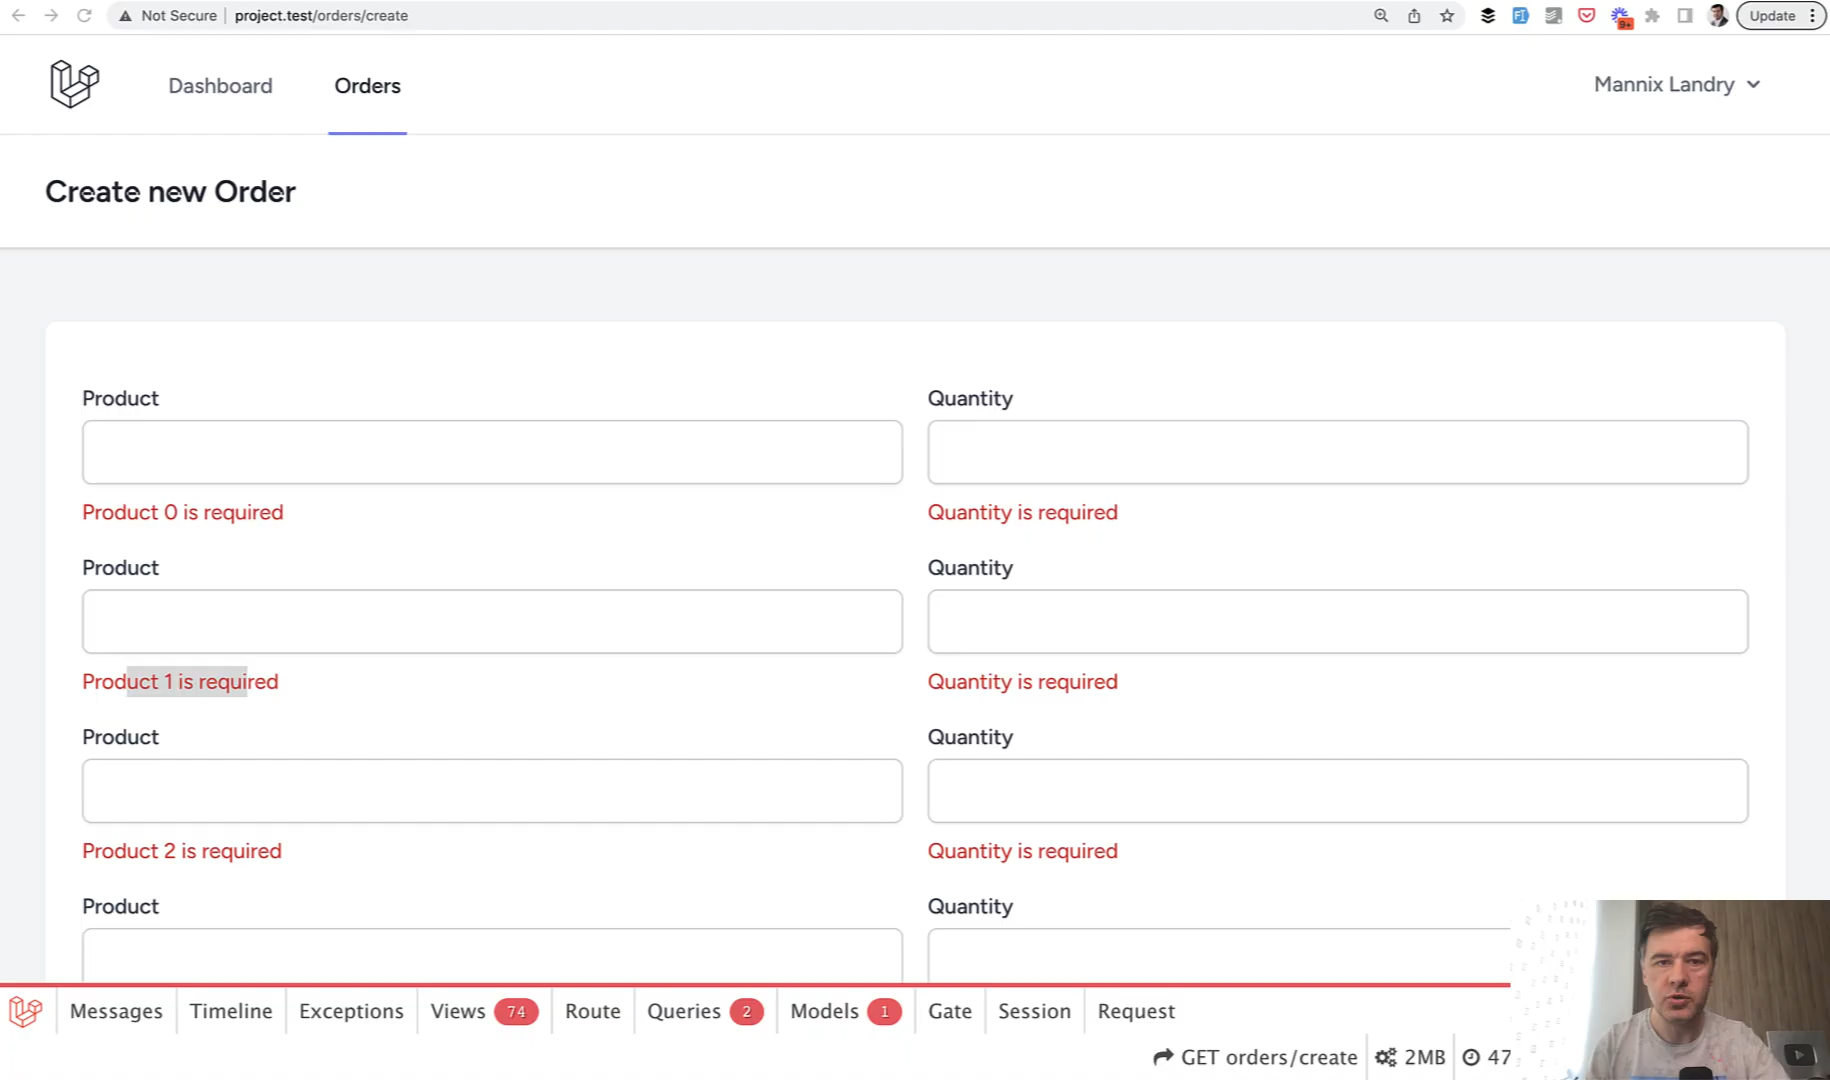 Not Secure | project.test/orders/create
9+
Update
Dashboard
Orders
Mannix Landry
Create new Order
Product
Quantity
Product 0 is required
Quantity is required
Product
Quantity
Product 1 is required
Quantity is required
Product
Quantity
Product 2 is required
Quantity is required
Product
Quantity
Messages
Timeline
Exceptions
Views 74
Route
Queries 2
Models 1
Gate
Session
Request
GET orders/create
2MB
47